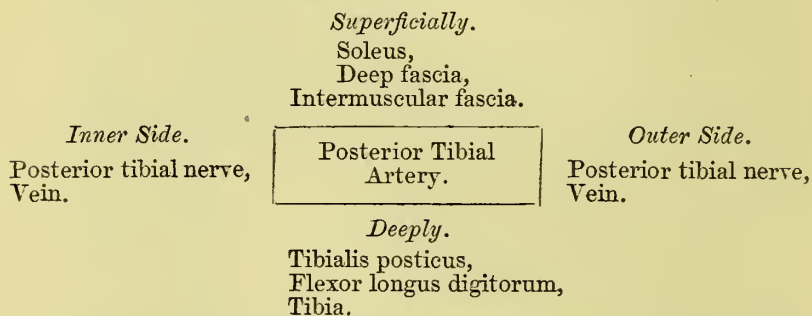 Superficially.
Soleus,
Deep fascia,
Intermuscular fascia.
Inner Side.
Posterior tibial nerve,
Vein.
Posterior Tibial
Artery.
Outer Side.
Posterior tibial nerve,
Vein.
Deeply.
Tibialis posticus,
Flexor longus digitorum,
Tibia.